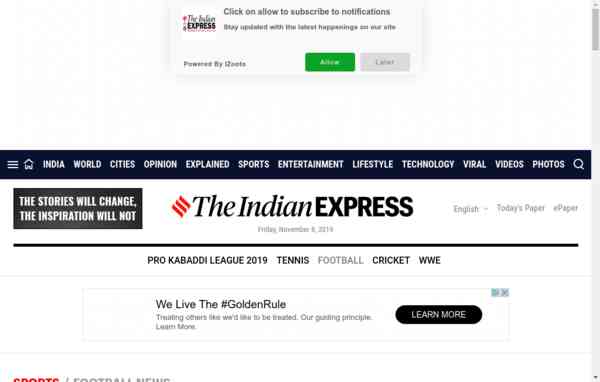 The Indian
EXPRESS
Click on allow to subscribe to notifications
Stay updated with the latest happenings on our site
Powered By iZooto
Allow
Later
INDIA WORLD CITIES OPINION EXPLAINED SPORTS ENTERTAINMENT LIFESTYLE TECHNOLOGY VIRAL VIDEOS PHOTOS
THE STORIES WILL CHANGE,
THE INSPIRATION WILL NOT
The Indian EXPRESS
English
Today's Paper
ePaper
Friday, November 8, 2019
PRO KABADDI LEAGUE 2019 TENNIS FOOTBALL CRICKET WWE
We Live The #GoldenRule
Treating others like we'd like to be treated. Our guiding principle.
Learn More.
LEARN MORE
SPORTS / FOOTBALL NEWS